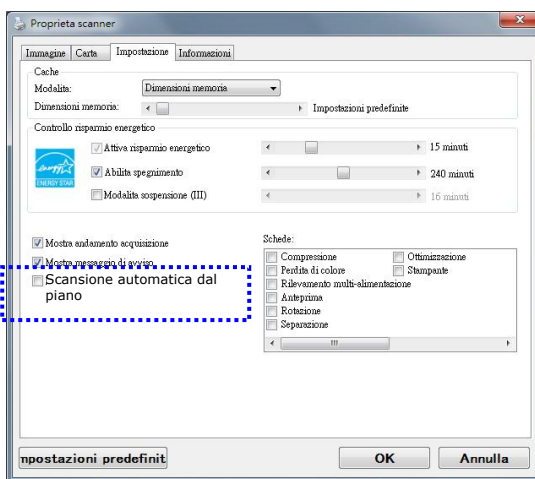 Proprieta scanner
Immagine Carta Impostazione Informazioni
Cache
Modalita: Dimensioni memoria
Dimensioni memoria: Impostazioni predefinite
Controllo risparmio energetico
Attiva risparmio energetico 15 minuti
Abilita spegnimento 240 minuti
Modalita sospensione (III) 16 minuti
energy
ENERGY STAR
Mostra andamento acquisizione
Mostra messaggio di avviso
Scansione automatica dal
piano
Schede:
Compressione Ottimizzazione
Perdita di colore Stampante
Rilevamento multi-alimentazione
Anteprima
Rotazione
Separazione
mpostazioni predefinit OK Annulla